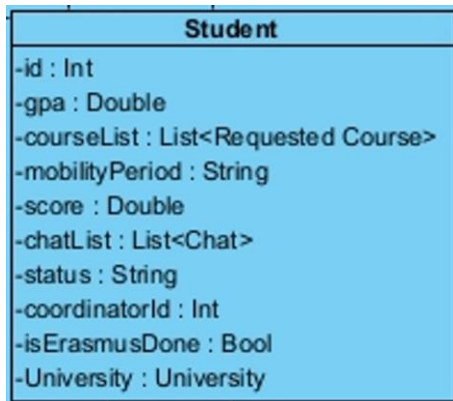 Student
-id : Int
-gpa : Double
-courseList : List<Requested Course>
-mobilityPeriod : String
-score : Double
-chatList : List<Chat>
-status : String
-coordinatorId : Int
-isErasmusDone : Bool
-University : University